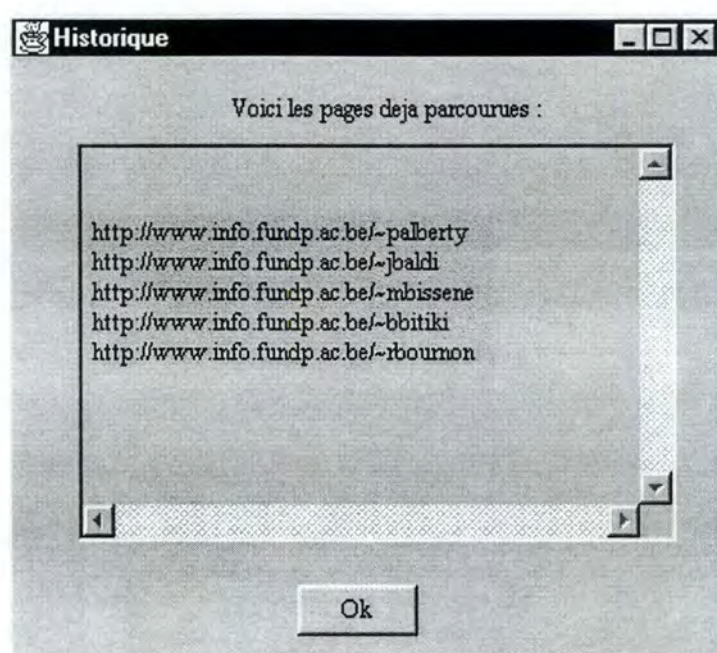 Historique
Voici les pages deja parcourues :
http://www.info.fundp.ac.be/~palberty
http://www.info.fundp.ac.be/~jbaldi
http://www.info.fundp.ac.be/~mbissene
http://www.info.fundp.ac.be/~bbitiki
http://www.info.fundp.ac.be/~rbournon
Ok